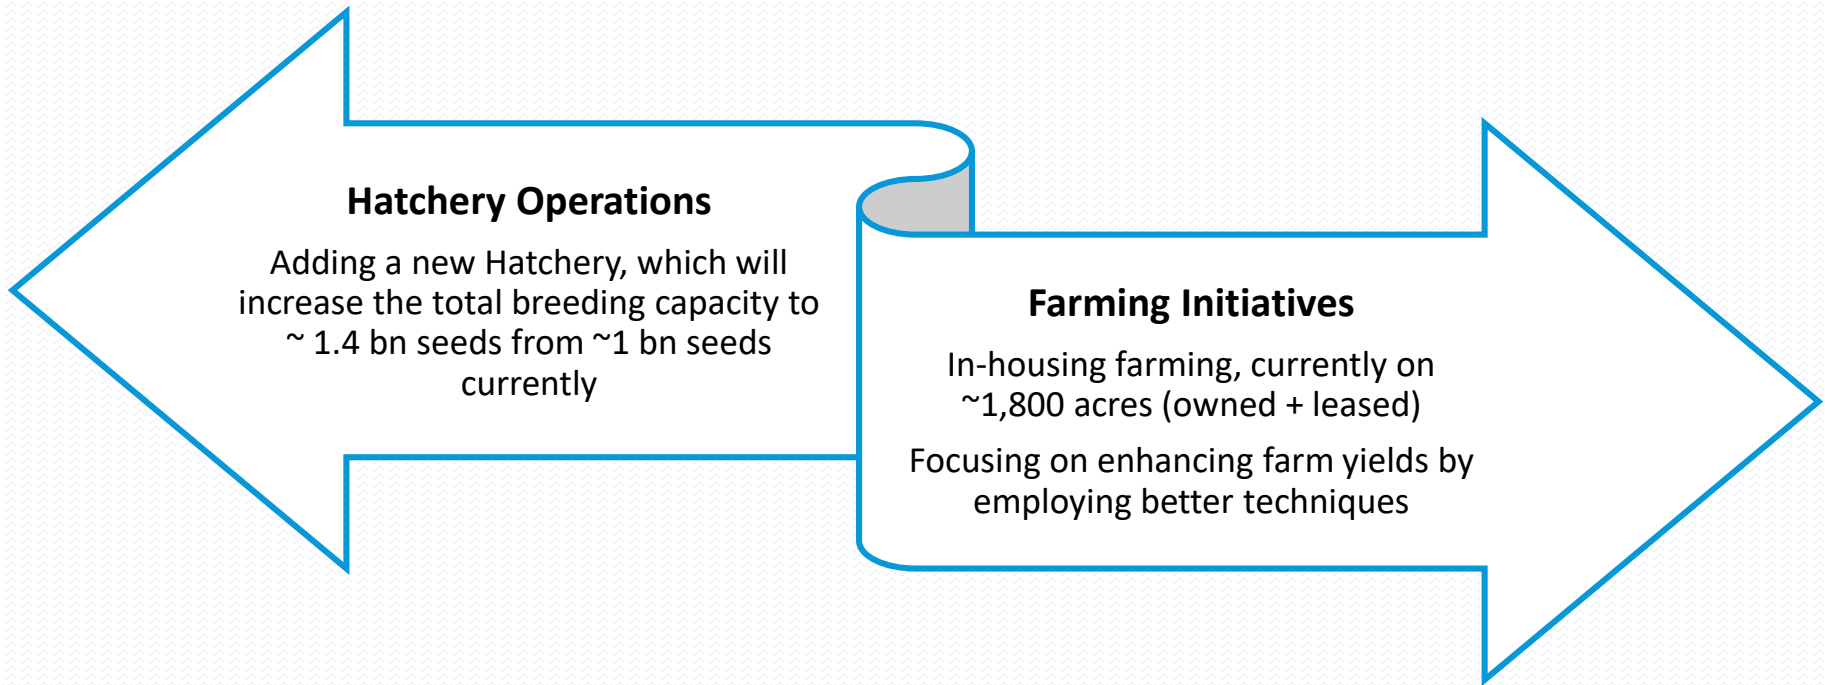 Hatchery Operations
Adding a new Hatchery, which will
increase the total breeding capacity to
~ 1.4 bn seeds from ~1 bn seeds
currently
Farming Initiatives
In-housing farming, currently on
~1,800 acres (owned + leased)
Focusing on enhancing farm yields by
employing better techniques